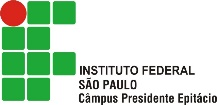 INSTITUTO FEDERAL
SÃO PAULO
Câmpus Presidente Epitácio